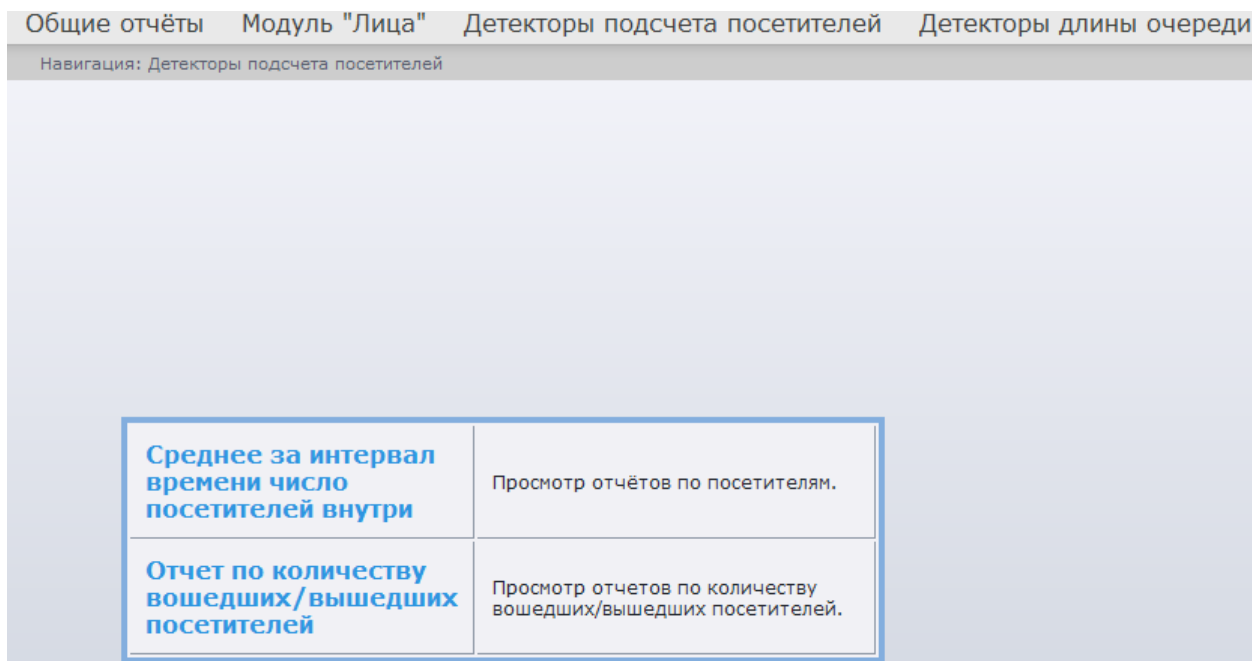 Общие отчёты Модуль "Лица" Детекторы подсчета посетителей Детекторы длины очереди
Навигация: Детекторы подсчета посетителей
Среднее за интервал
времени число
посетителей внутри
Просмотр отчётов по посетителям.
Отчет по количеству
вошедших/вышедших
посетителей
Просмотр отчетов по количеству
вошедших/вышедших посетителей.